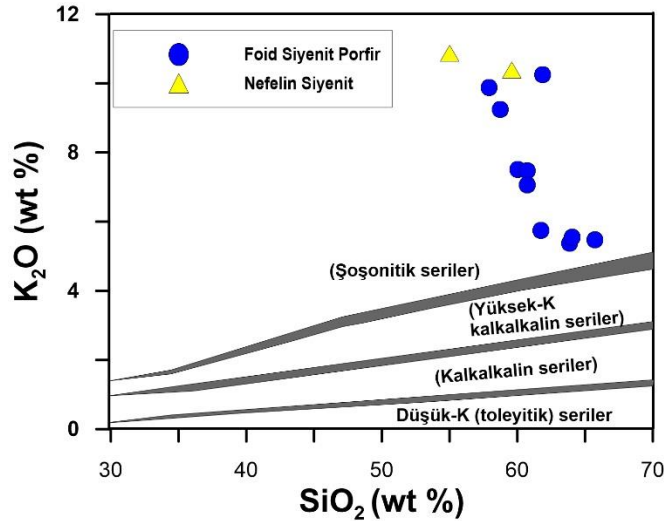 12
Foid Siyenit Porfir
Nefelin Siyenit
8
4
0
K₂O (wt %)
(Şoşonitik seriler)
(Yüksek-K
kalkalkalin seriler)
(Kalkalkalin seriler)
Düşük-K (toleyitik) seriler
30
40
50
60
70
SiO₂ (wt %)